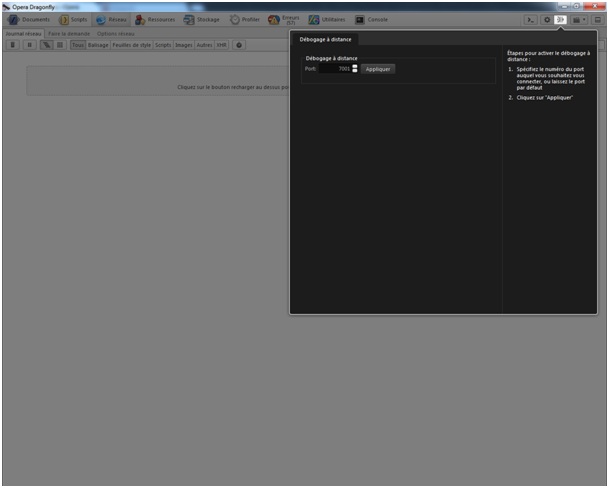 Opera Dragonfly
Documents Scripts Réseau Ressources Stockage Profiler Erreurs (57) Utilitaires Console
Journal réseau Faire la demande Options réseau
Tous Balisage Feuilles de style Scripts Images Autres XHR
Cliquez sur le bouton recharger au dessus po
Débogage à distance
Débogage à distance
Port: 7001 Appliquer
Étapes pour activer le débogage à
distance :
1. Spécifiez le numéro du port
auquel vous souhaitez vous
connecter, ou laissez le port
par défaut
2. Cliquez sur "Appliquer"